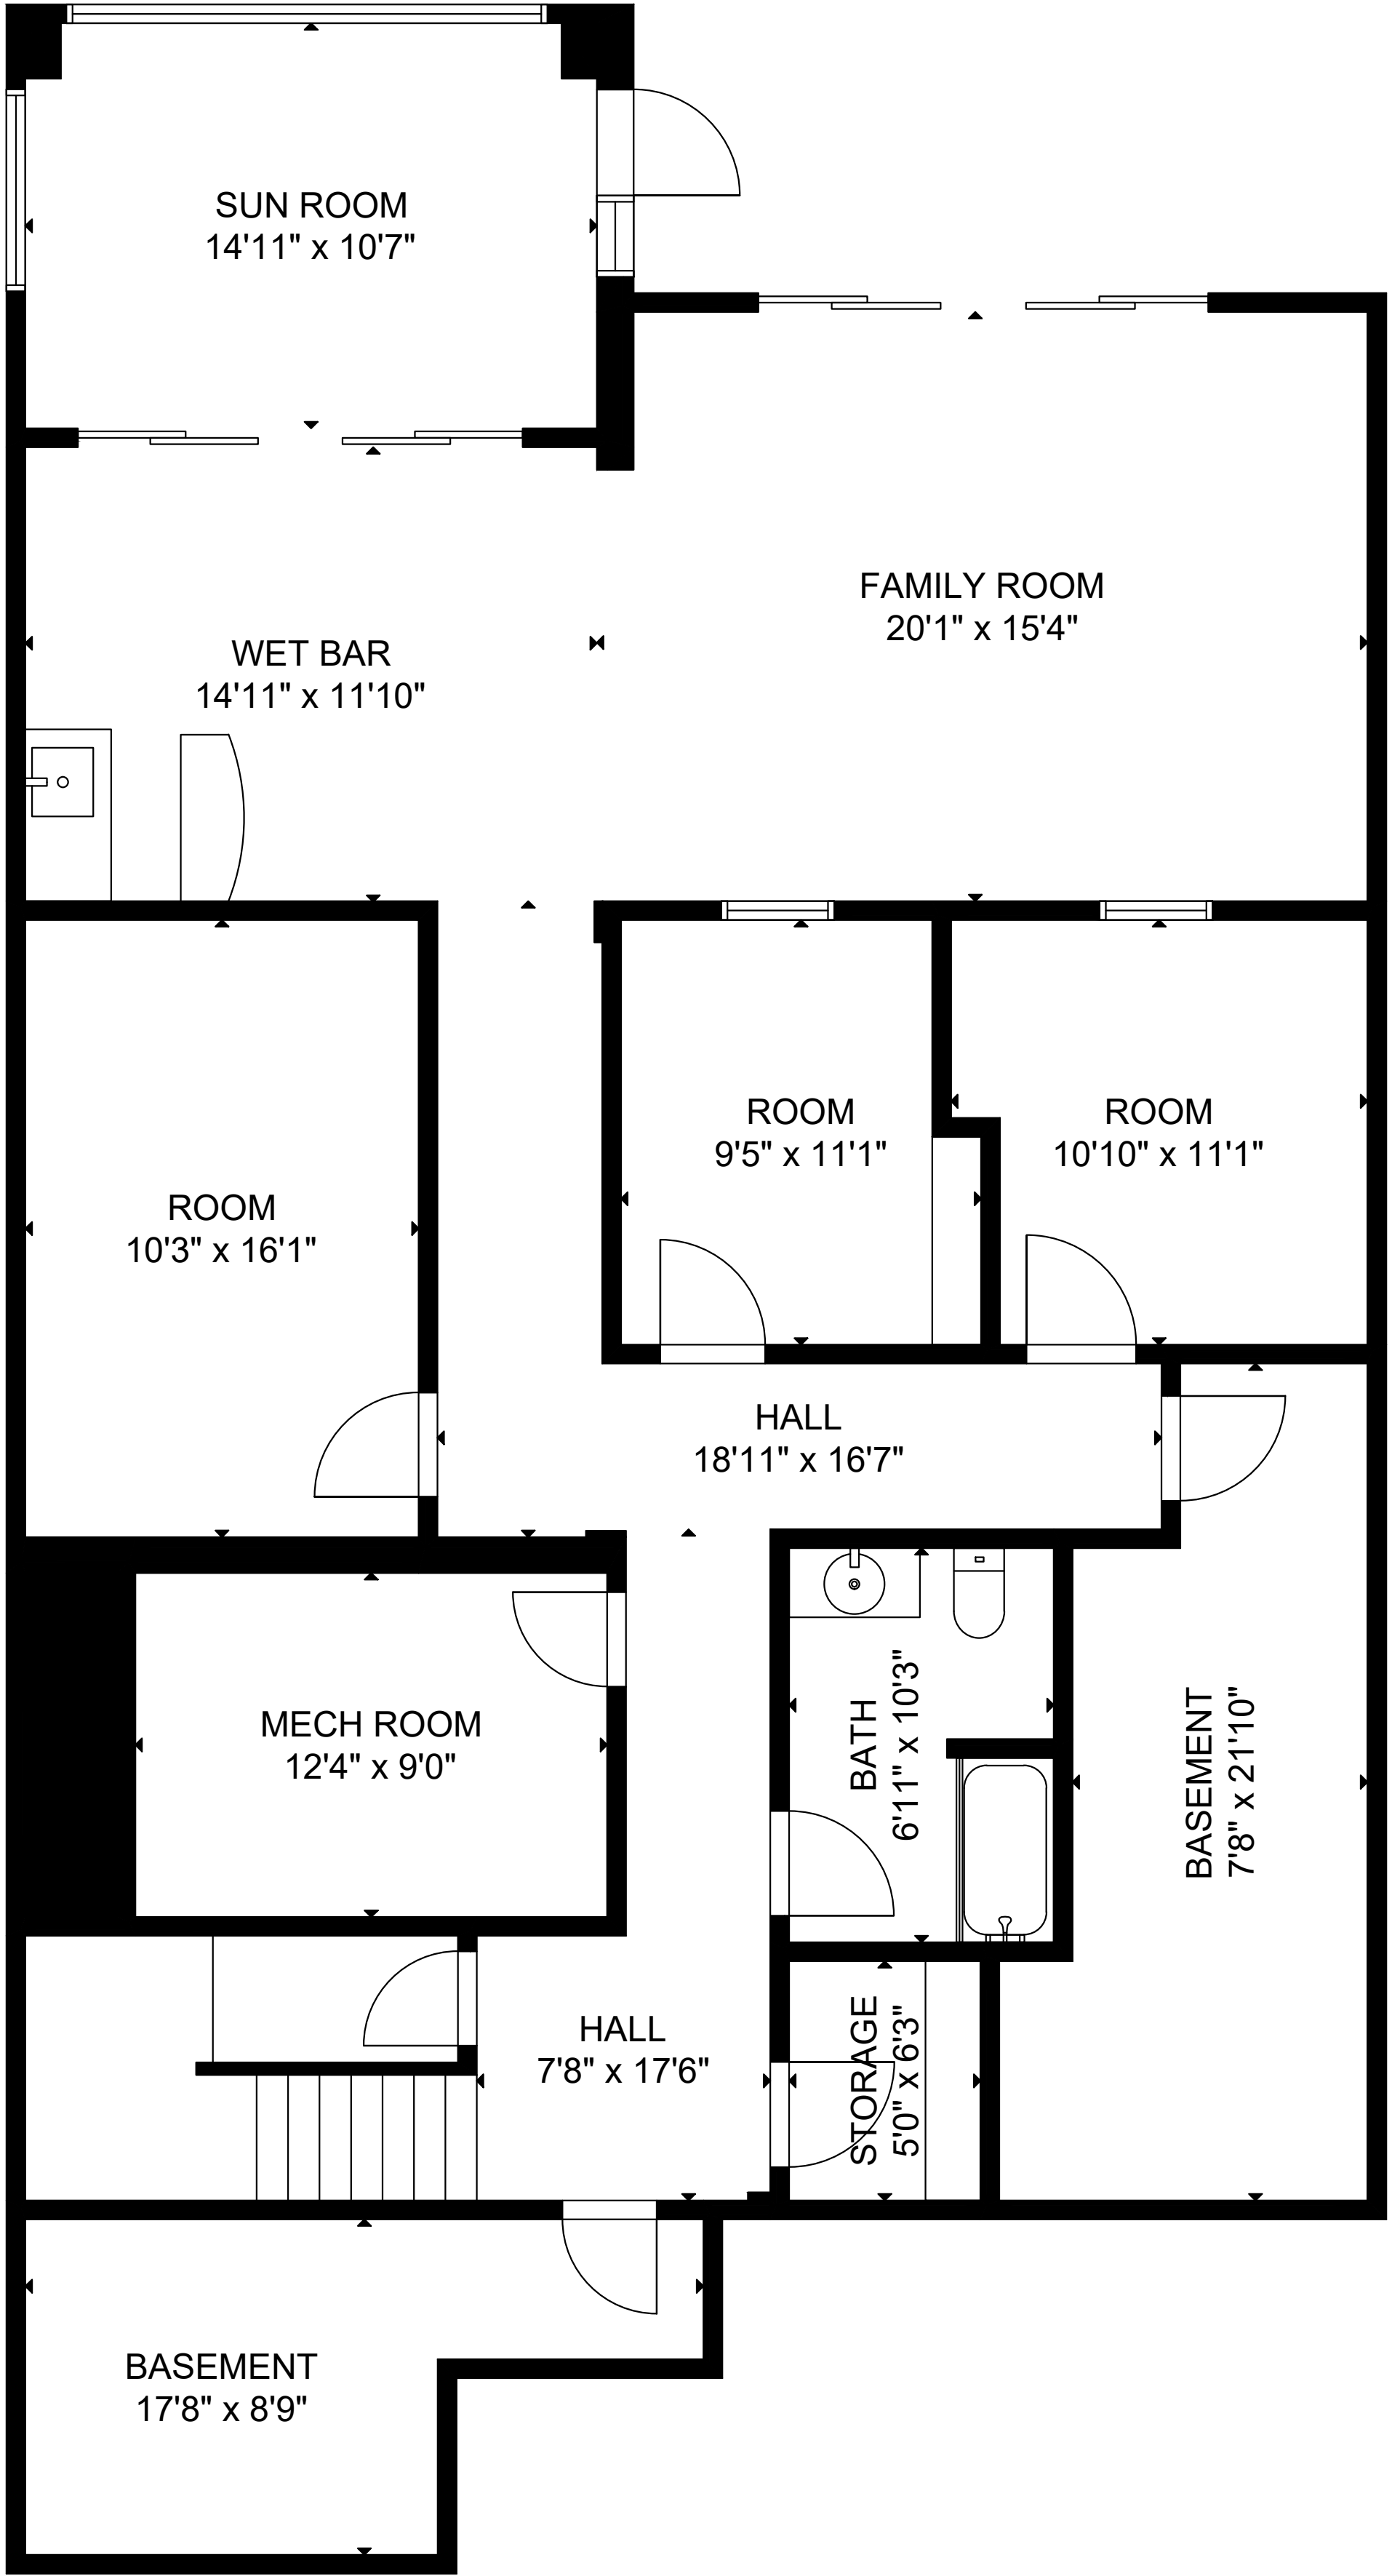 SUN ROOM
14'11" x 10'7"
FAMILY ROOM
20'1" x 15'4"
WET BAR
14'11" x 11'10"
ROOM
9'5" x 11'1"
ROOM
10'10" x 11'1"
ROOM
10'3" x 16'1"
HALL
18'11" x 16'7"
MECH ROOM
12'4" x 9'0"
BATH
6'11" x 10'3"
BASEMENT
7'8" x 21'10"
HALL
7'8" x 17'6"
STORAGE
5'0" x 6'3"
BASEMENT
17'8" x 8'9"